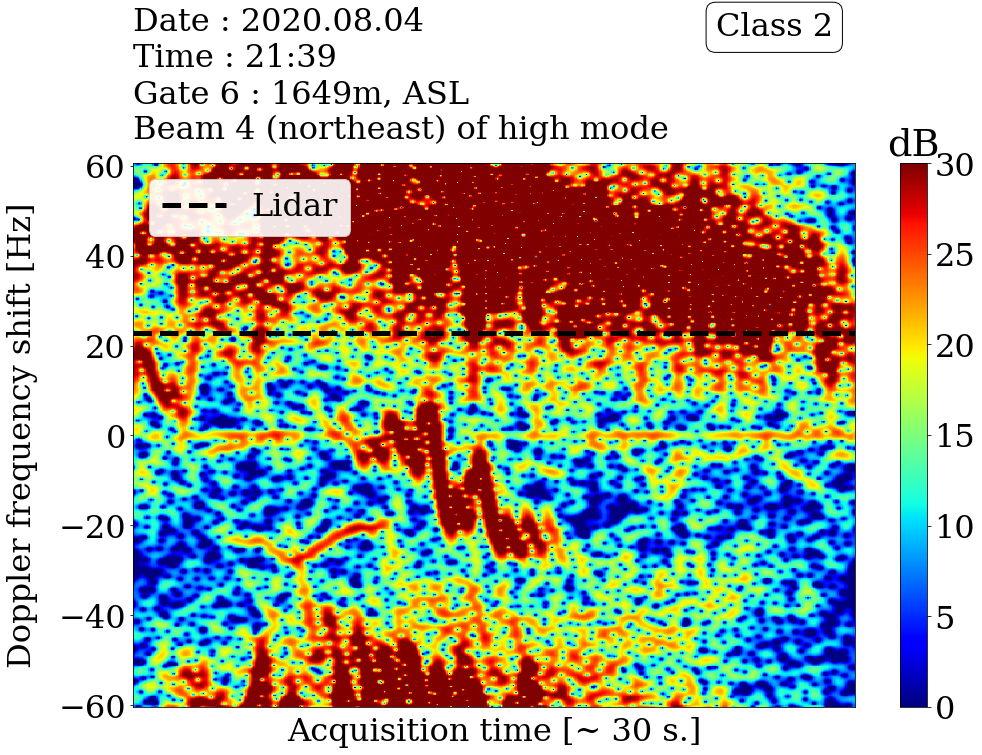 Date : 2020.08.04
Time : 21:39
Gate 6 : 1649m, ASL
Beam 4 (northeast) of high mode
Class 2
dB
Lidar
Doppler frequency shift [Hz]
60
40
20
0
−20
−40
−60
Acquisition time [~ 30 s.]
30
25
20
15
10
5
0